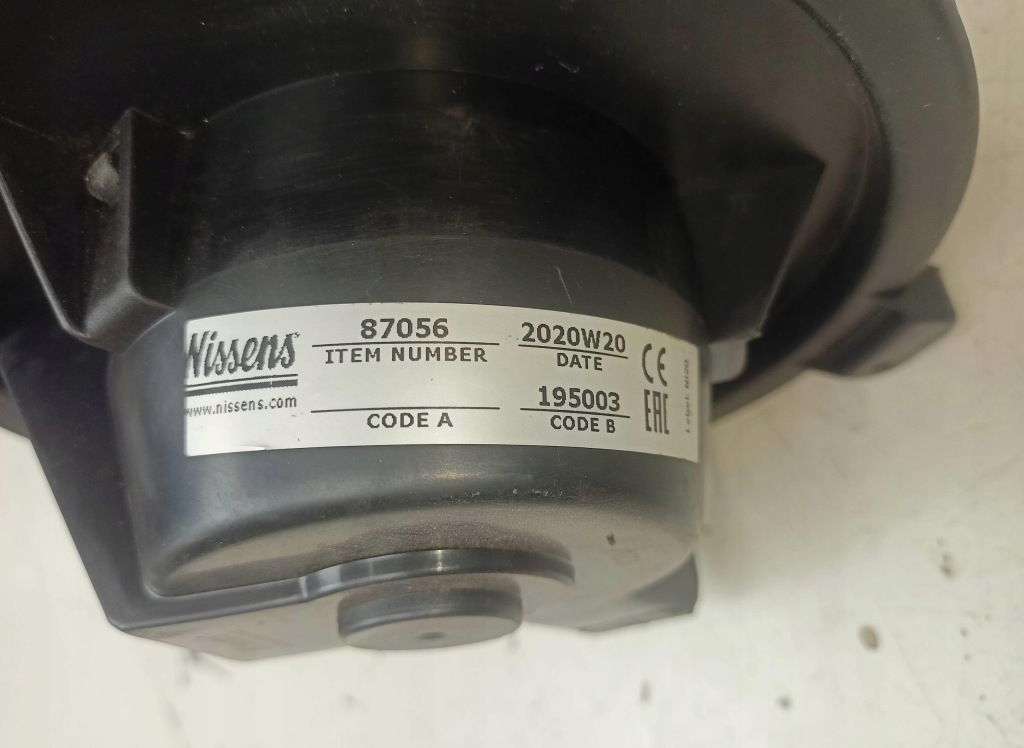 Nissens
www.nissens.com
87056
ITEM NUMBER
CODE A
2020W20
DATE
195003
CODE B
CE
EAC